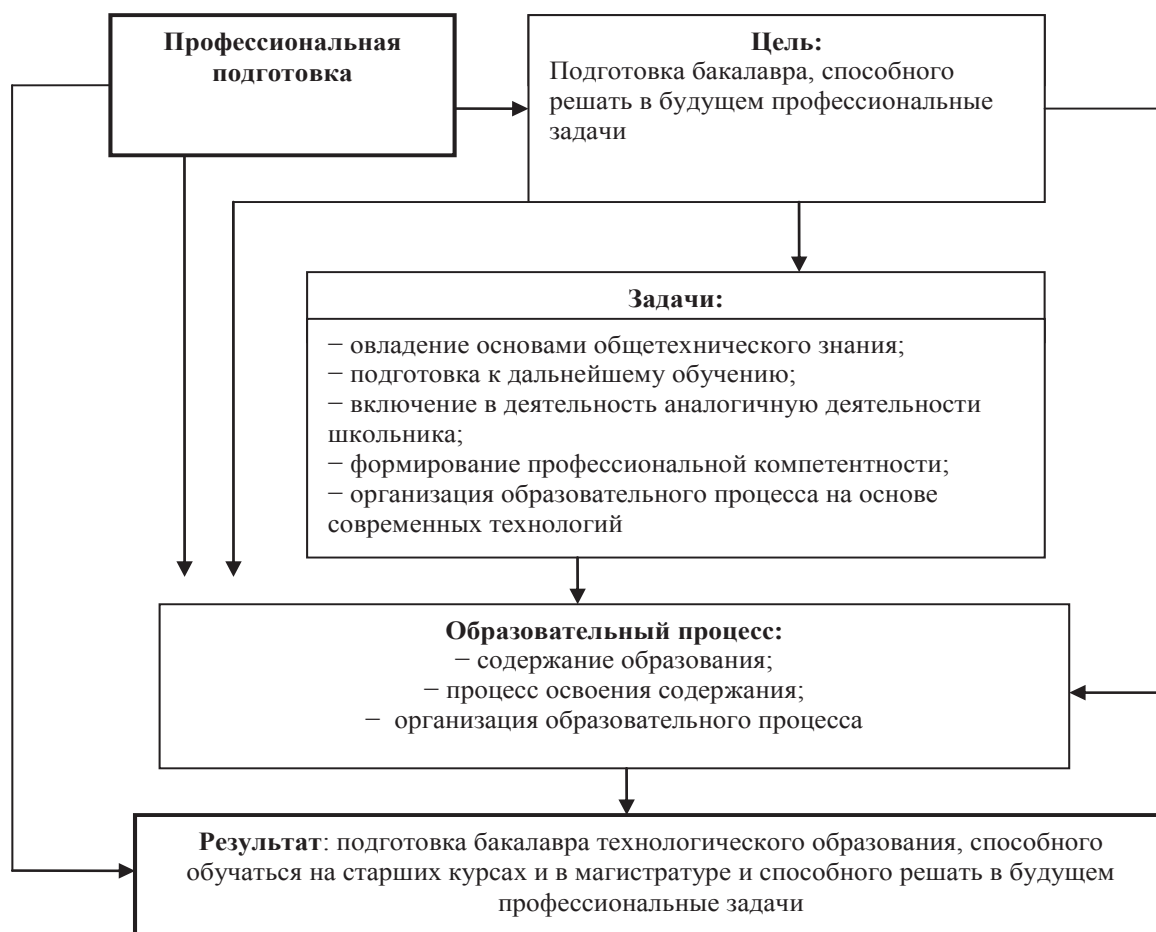 Профессиональная
подготовка
Цель:
Подготовка бакалавра, способного
решать в будущем профессиональные
задачи
Задачи:
− овладение основами общетехнического знания;
− подготовка к дальнейшему обучению;
− включение в деятельность аналогичную деятельности
школьника;
− формирование профессиональной компетентности;
− организация образовательного процесса на основе
современных технологий
Образовательный процесс:
− содержание образования;
− процесс освоения содержания;
− организация образовательного процесса
Результат: подготовка бакалавра технологического образования, способного
обучаться на старших курсах и в магистратуре и способного решать в будущем
профессиональные задачи